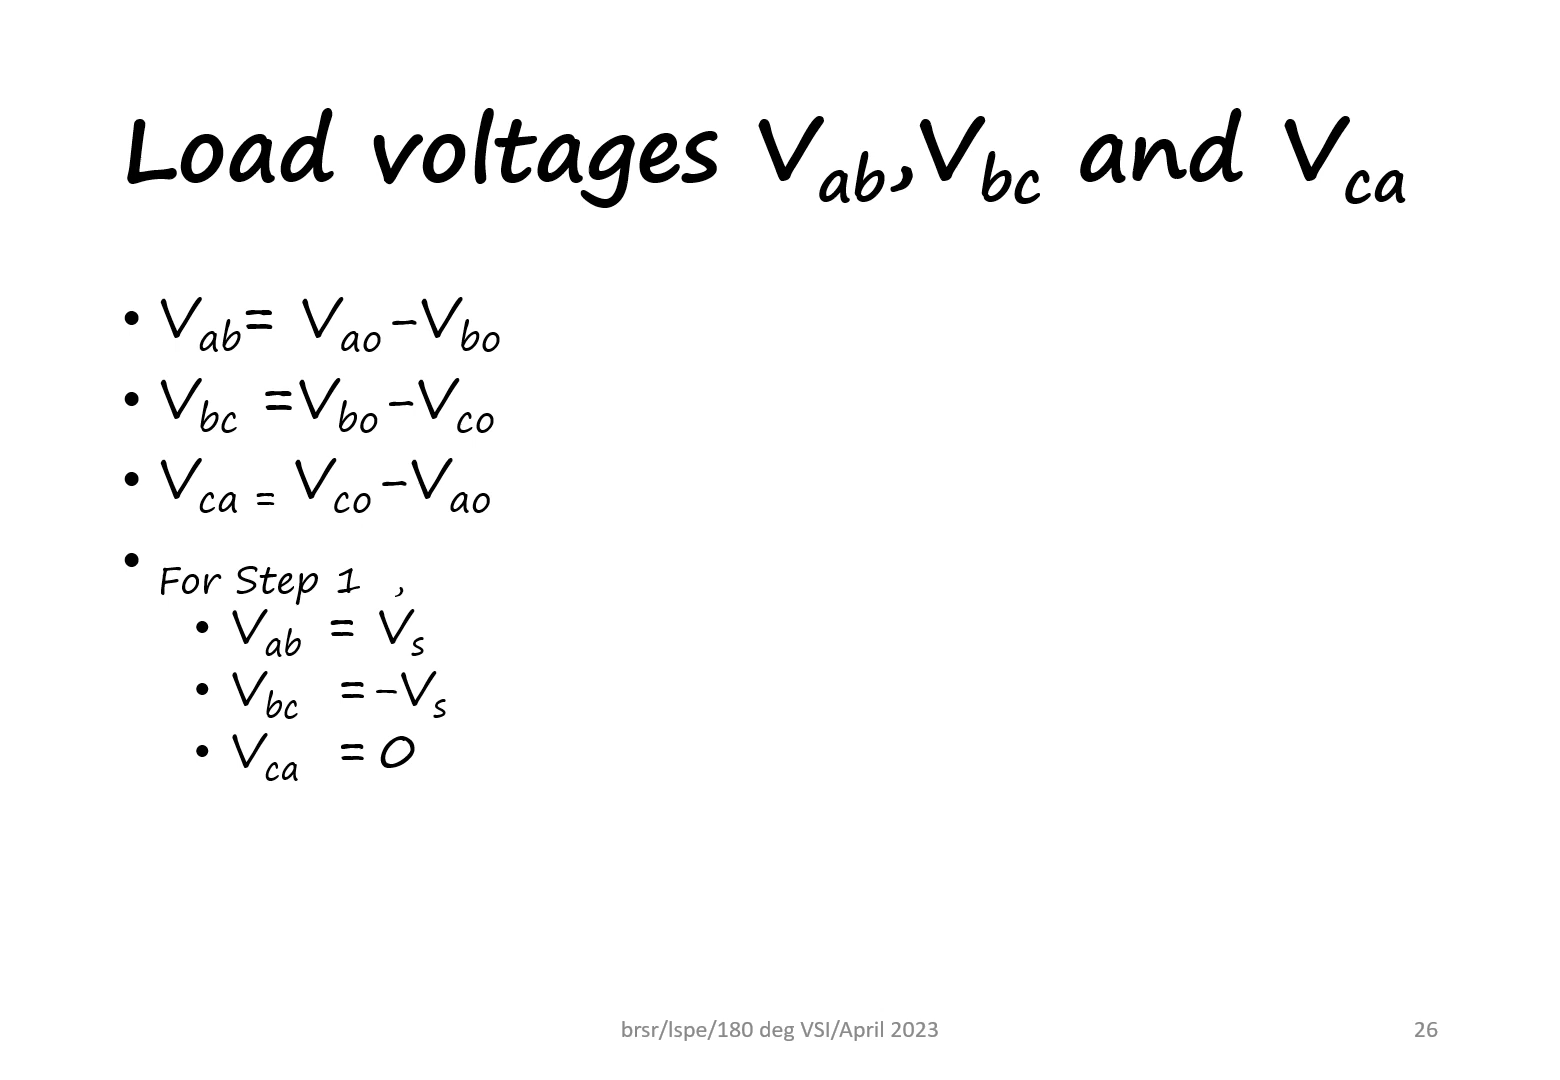 Load voltages Vab,Vbc and Vca
• Vab= Vao-Vbo
• Vbc =Vbo-Vco
• Vca = Vco-Vao
• For Step 1 ,
• Vab = Vs
• Vbc =-Vs
• Vca = 0
brsr/lspe/180 deg VSI/April 2023 26